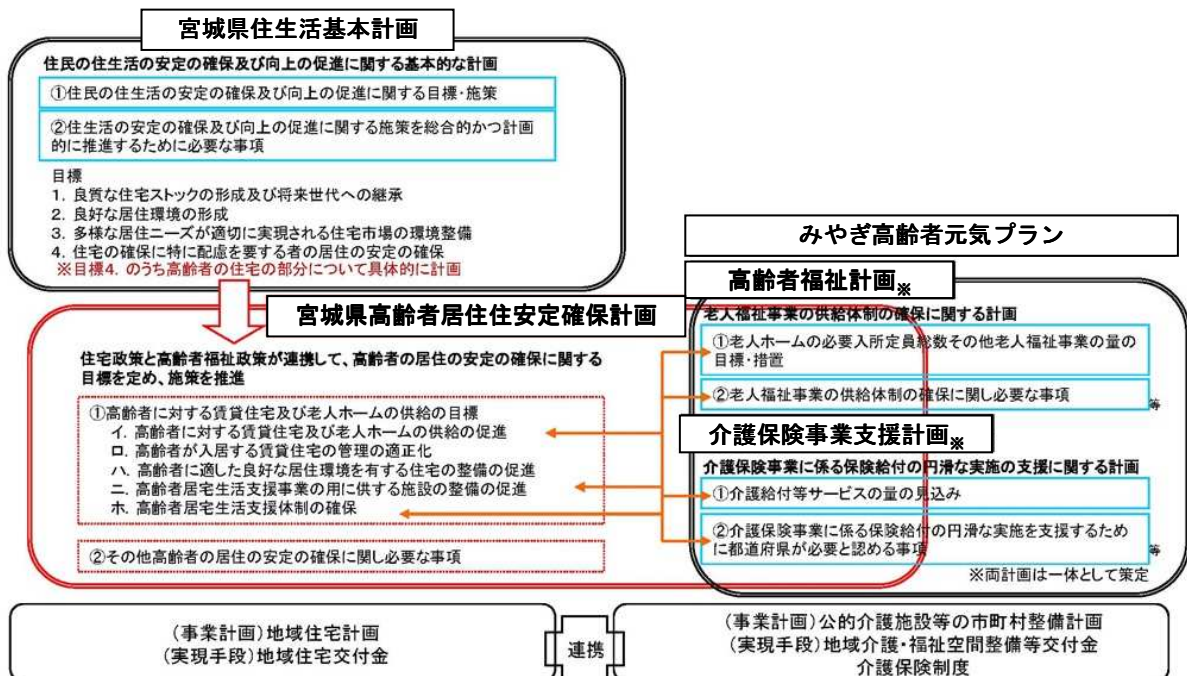 宮城県住生活基本計画
住民の住生活の安定の確保及び向上の促進に関する基本的な計画
①住民の住生活の安定の確保及び向上の促進に関する目標・施策
②住生活の安定の確保及び向上の促進に関する施策を総合的かつ計画
的に推進するために必要な事項
目標
1. 良質な住宅ストックの形成及び将来世代への継承
2. 良好な居住環境の形成
3. 多様な居住ニーズが適切に実現される住宅市場の環境整備
4. 住宅の確保に特に配慮を要する者の居住の安定の確保
※目標4. のうち高齢者の住宅の部分について具体的に計画
宮城県高齢者居住住安定確保計画
住宅政策と高齢者福祉政策が連携して、高齢者の居住の安定の確保に関する
目標を定め、施策を推進
①高齢者に対する賃貸住宅及び老人ホームの供給の目標
イ. 高齢者に対する賃貸住宅及び老人ホームの供給の促進
ロ. 高齢者が入居する賃貸住宅の管理の適正化
ハ. 高齢者に適した良好な居住環境を有する住宅の整備の促進
ニ. 高齢者居宅生活支援事業の用に供する施設の整備の促進
ホ. 高齢者居宅生活支援体制の確保
②その他高齢者の居住の安定の確保に関し必要な事項
みやぎ高齢者元気プラン
高齢者福祉計画※
老人福祉事業の供給体制の確保に関する計画
①老人ホームの必要入所定員総数その他老人福祉事業の量の
目標・措置
②老人福祉事業の供給体制の確保に関し必要な事項
等
介護保険事業支援計画※
介護保険事業に係る保険給付の円滑な実施の支援に関する計画
①介護給付等サービスの量の見込み
②介護保険事業に係る保険給付の円滑な実施を支援するため
に都道府県が必要と認める事項
等
※両計画は一体として策定
(事業計画)地域住宅計画
(実現手段)地域住宅交付金
連携
(事業計画)公的介護施設等の市町村整備計画
(実現手段)地域介護・福祉空間整備等交付金
介護保険制度